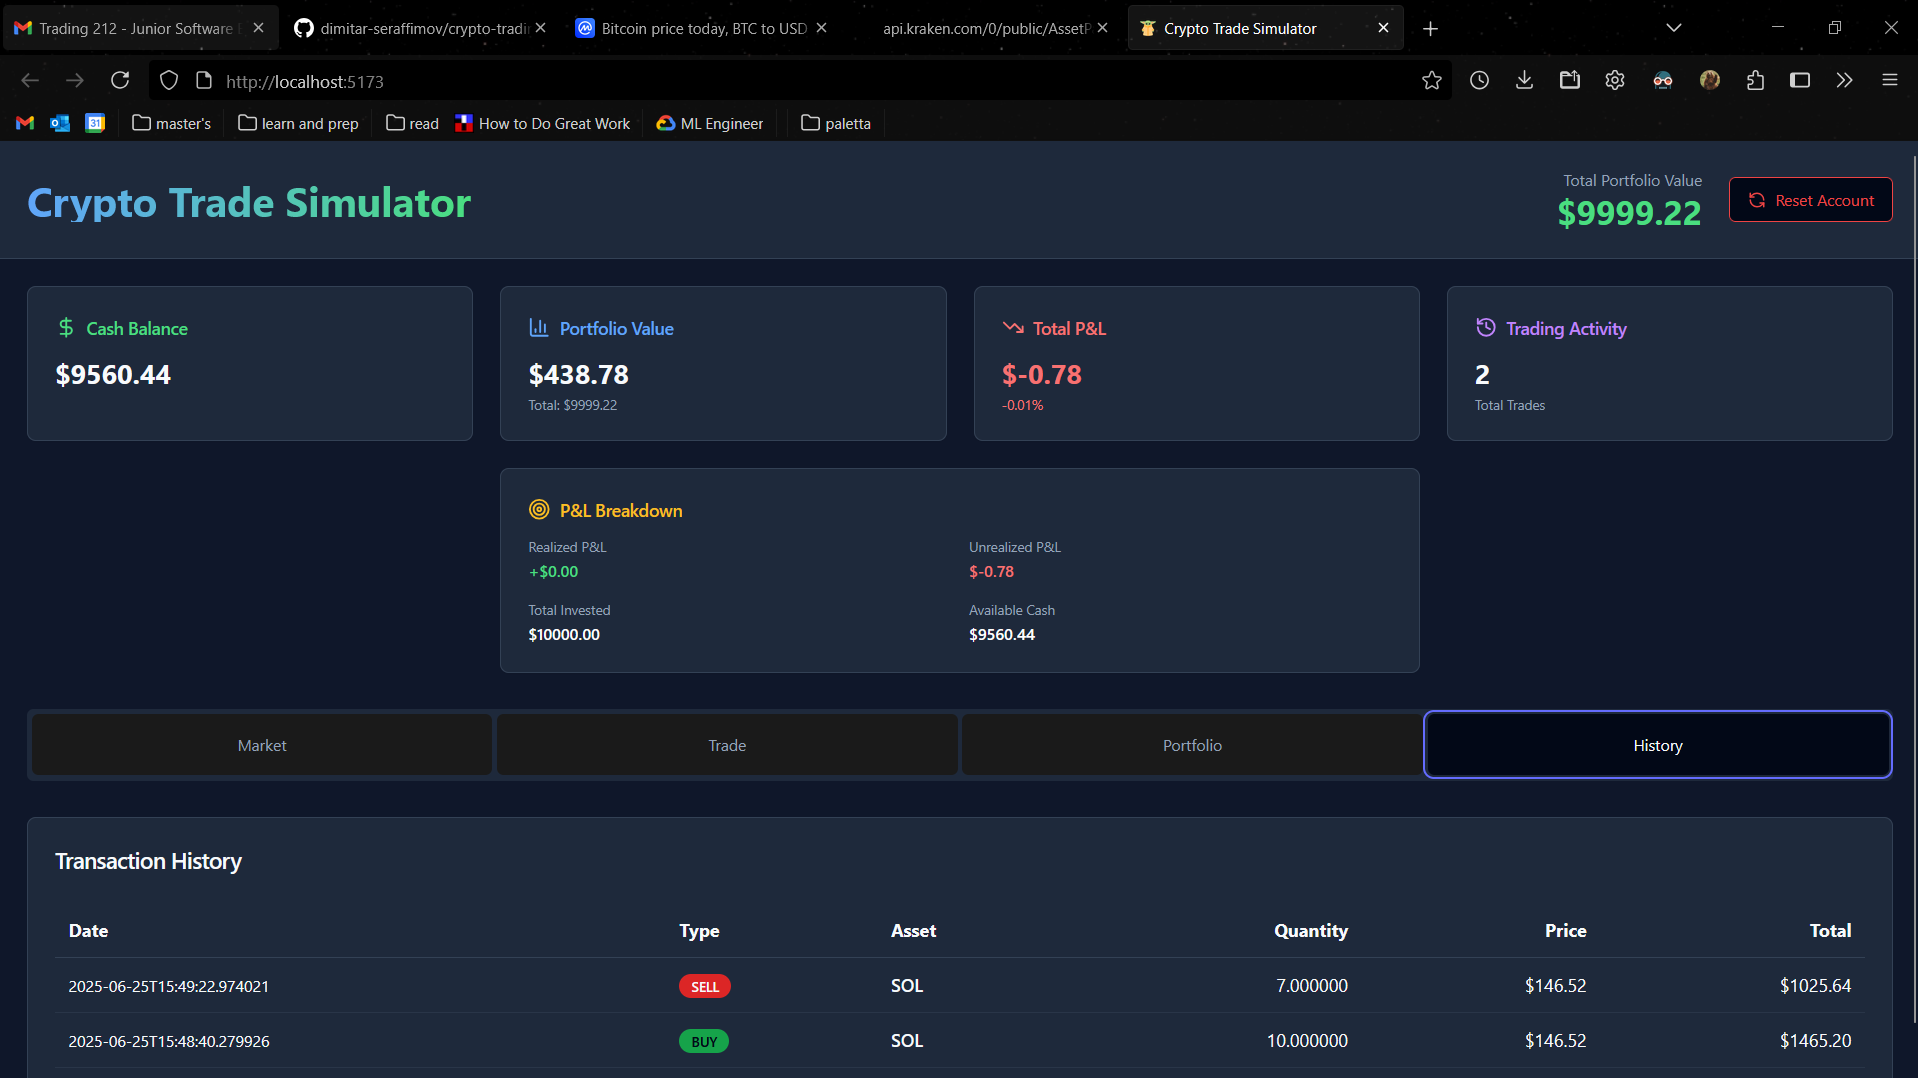 Trading 212 - Junior Software
dimitar-seraffimov/crypto-tradi
Bitcoin price today, BTC to USD
api.kraken.com/0/public/AssetP
Crypto Trade Simulator
http://localhost:5173
31
master's
learn and prep
read
How to Do Great Work
ML Engineer
paletta
Crypto Trade Simulator
Total Portfolio Value
$9999.22
Reset Account
Cash Balance
$9560.44
Portfolio Value
$438.78
Total: $9999.22
Total P&L
$-0.78
-0.01%
Trading Activity
2
Total Trades
P&L Breakdown
Realized P&L
+$0.00
Unrealized P&L
$-0.78
Total Invested
$10000.00
Available Cash
$9560.44
Market Trade Portfolio History
Transaction History
Date Type Asset Quantity Price Total
2025-06-25T15:49:22.974021 SELL SOL 7.000000 $146.52 $1025.64
2025-06-25T15:48:40.279926 BUY SOL 10.000000 $146.52 $1465.20